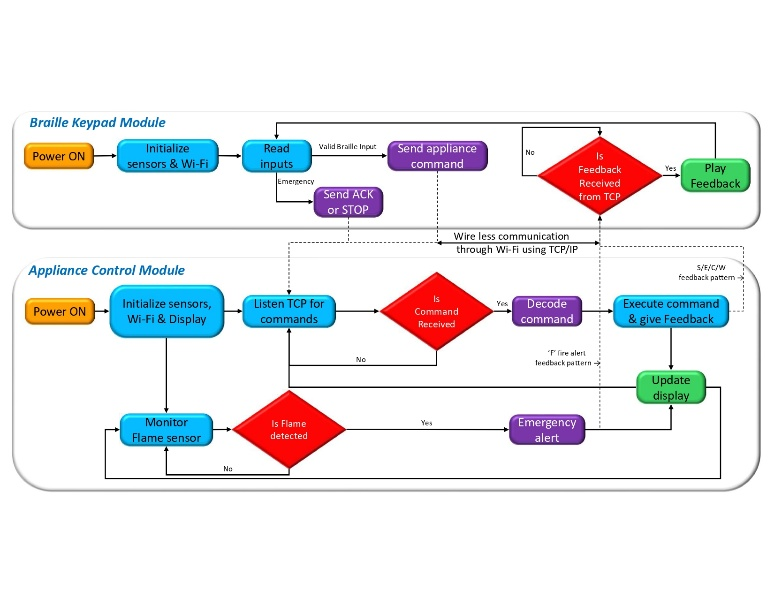 Braille Keypad Module
Power ON
Initialize
sensors & Wi-Fi
Read
inputs
Valid Braille Input
Send appliance
command
Emergency
Send ACK
or STOP
No
Is
Feedback
Received
from TCP
Yes
Play
Feedback
Wire less communication
through Wi-Fi using TCP/IP
Appliance Control Module
S/E/C/W
feedback pattern
Power ON
Initialize sensors,
Wi-Fi & Display
Listen TCP for
commands
Is
Command
Received
Yes
No
Decode
command
Execute command
& give Feedback
'F' fire alert
feedback pattern
Update
display
Monitor
Flame sensor
Is Flame
detected
Yes
No
Emergency
alert